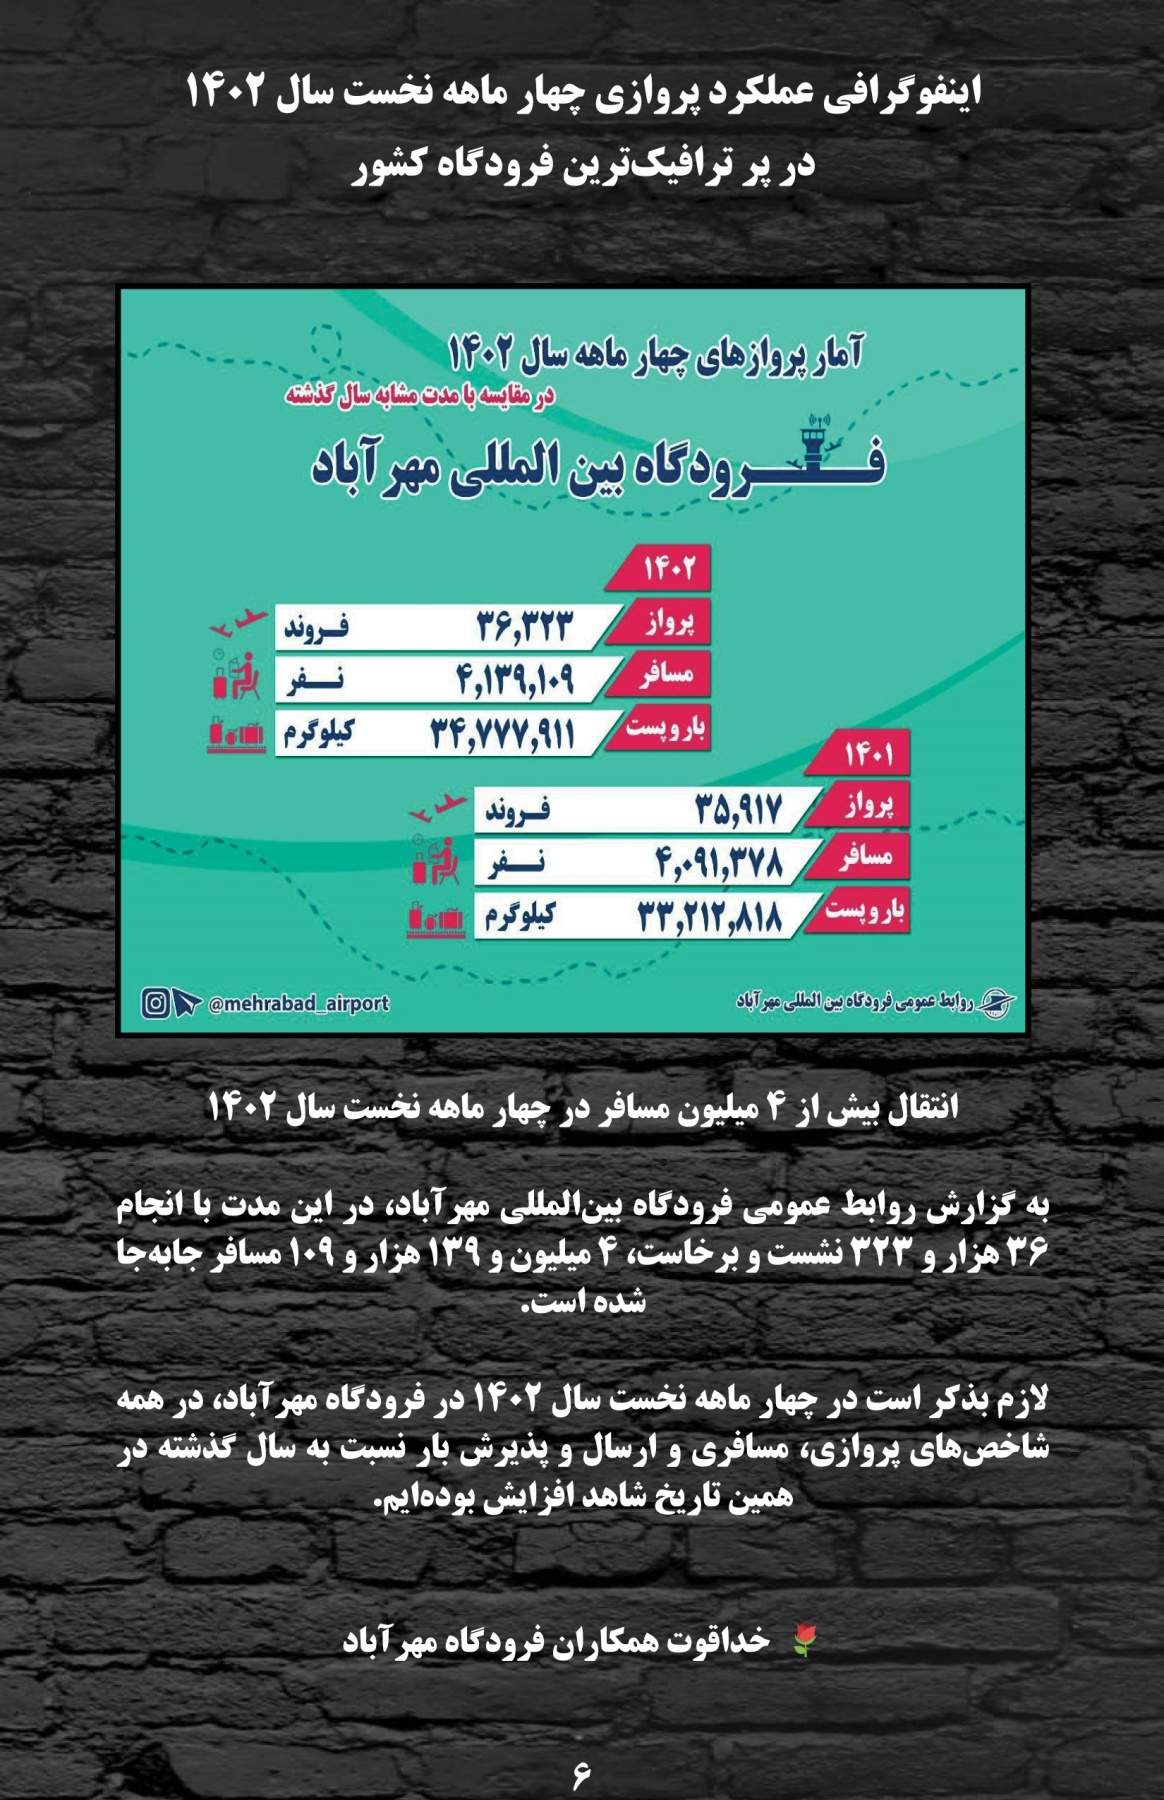 اینفوگرافی عملکرد پروازی چهار ماهه نخست سال ۱۴۰۲
در پر ترافیک‌ترین فرودگاه کشور
آمار پروازهای چهار ماهه سال ۱۴۰۲
در مقایسه با مدت مشابه سال گذشته
فـــرودگاه بین المللی مهرآباد
۱۴۰۲
پرواز ۳۶,۳۲۳ فـروند
مسافر ۴,۱۳۹,۱۰۹ نـــفر
بار و پست ۳۴,۷۷۷,۹۱۱ کیلوگرم
۱۴۰۱
پرواز ۳۵,۹۱۷ فـروند
مسافر ۴,۰۹۱,۳۷۸ نـــفر
بار و پست ۳۳,۲۱۲,۸۱۸ کیلوگرم
روابط عمومی فرودگاه بین المللی مهرآباد
@mehrabad_airport
انتقال بیش از ۴ میلیون مسافر در چهار ماهه نخست سال ۱۴۰۲
به گزارش روابط عمومی فرودگاه بین‌المللی مهرآباد، در این مدت با انجام
۳۶ هزار و ۳۲۳ نشست و برخاست، ۴ میلیون و ۱۳۹ هزار و ۱۰۹ مسافر جابه‌جا
شده است.
لازم بذکر است در چهار ماهه نخست سال ۱۴۰۲ در فرودگاه مهرآباد، در همه
شاخص‌های پروازی، مسافری و ارسال و پذیرش بار نسبت به سال گذشته در
همین تاریخ شاهد افزایش بوده‌ایم.
🌹 خداقوت همکاران فرودگاه مهرآباد
۶